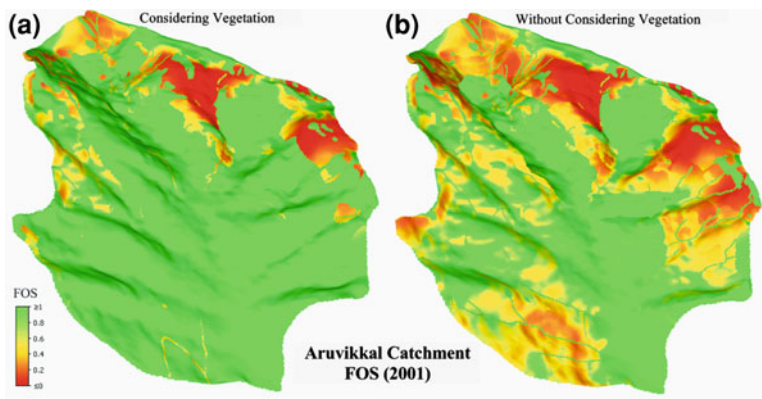 (a)
Considering Vegetation
(b)
Without Considering Vegetation
FOS
≥1
0.8
0.6
0.4
0.2
≤0
Aruvikkal Catchment
FOS (2001)